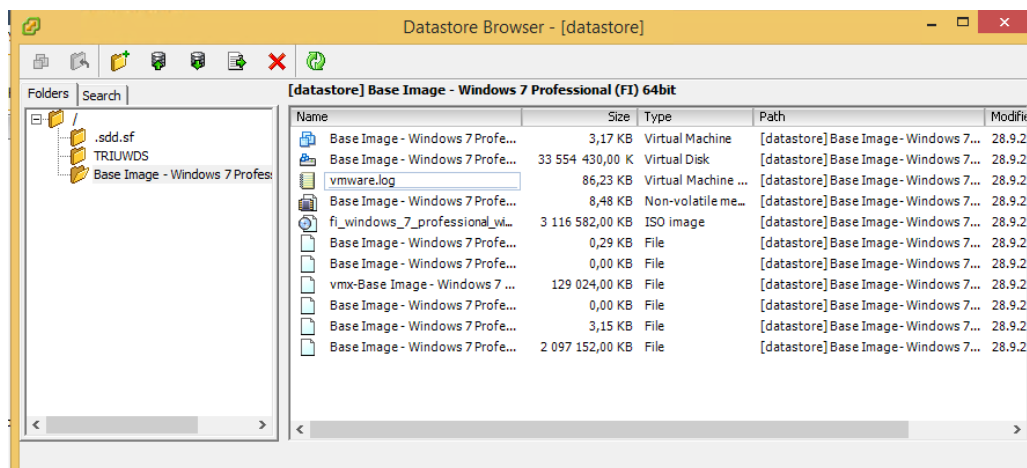 Datastore Browser - [datastore]
Folders Search
/
.sdd.sf
TRIUWDS
Base Image - Windows 7 Profes
[datastore] Base Image - Windows 7 Professional (FI) 64bit
Name Size Type Path Modifie
Base Image - Windows 7 Profe... 3,17 KB Virtual Machine [datastore] Base Image - Windows 7... 28.9.2
Base Image - Windows 7 Profe... 33 554 430,00 K Virtual Disk [datastore] Base Image - Windows 7... 28.9.2
vmware.log 86,23 KB Virtual Machine ... [datastore] Base Image - Windows 7... 28.9.2
Base Image - Windows 7 Profe... 8,48 KB Non-volatile me... [datastore] Base Image - Windows 7... 28.9.2
fi_windows_7_professional_wi... 3 116 582,00 KB ISO image [datastore] Base Image - Windows 7... 28.9.2
Base Image - Windows 7 Profe... 0,29 KB File [datastore] Base Image - Windows 7... 28.9.2
Base Image - Windows 7 Profe... 0,00 KB File [datastore] Base Image - Windows 7... 28.9.2
vmx-Base Image - Windows 7 ... 129 024,00 KB File [datastore] Base Image - Windows 7... 28.9.2
Base Image - Windows 7 Profe... 0,00 KB File [datastore] Base Image - Windows 7... 28.9.2
Base Image - Windows 7 Profe... 3,15 KB File [datastore] Base Image - Windows 7... 28.9.2
Base Image - Windows 7 Profe... 2 097 152,00 KB File [datastore] Base Image - Windows 7... 28.9.2